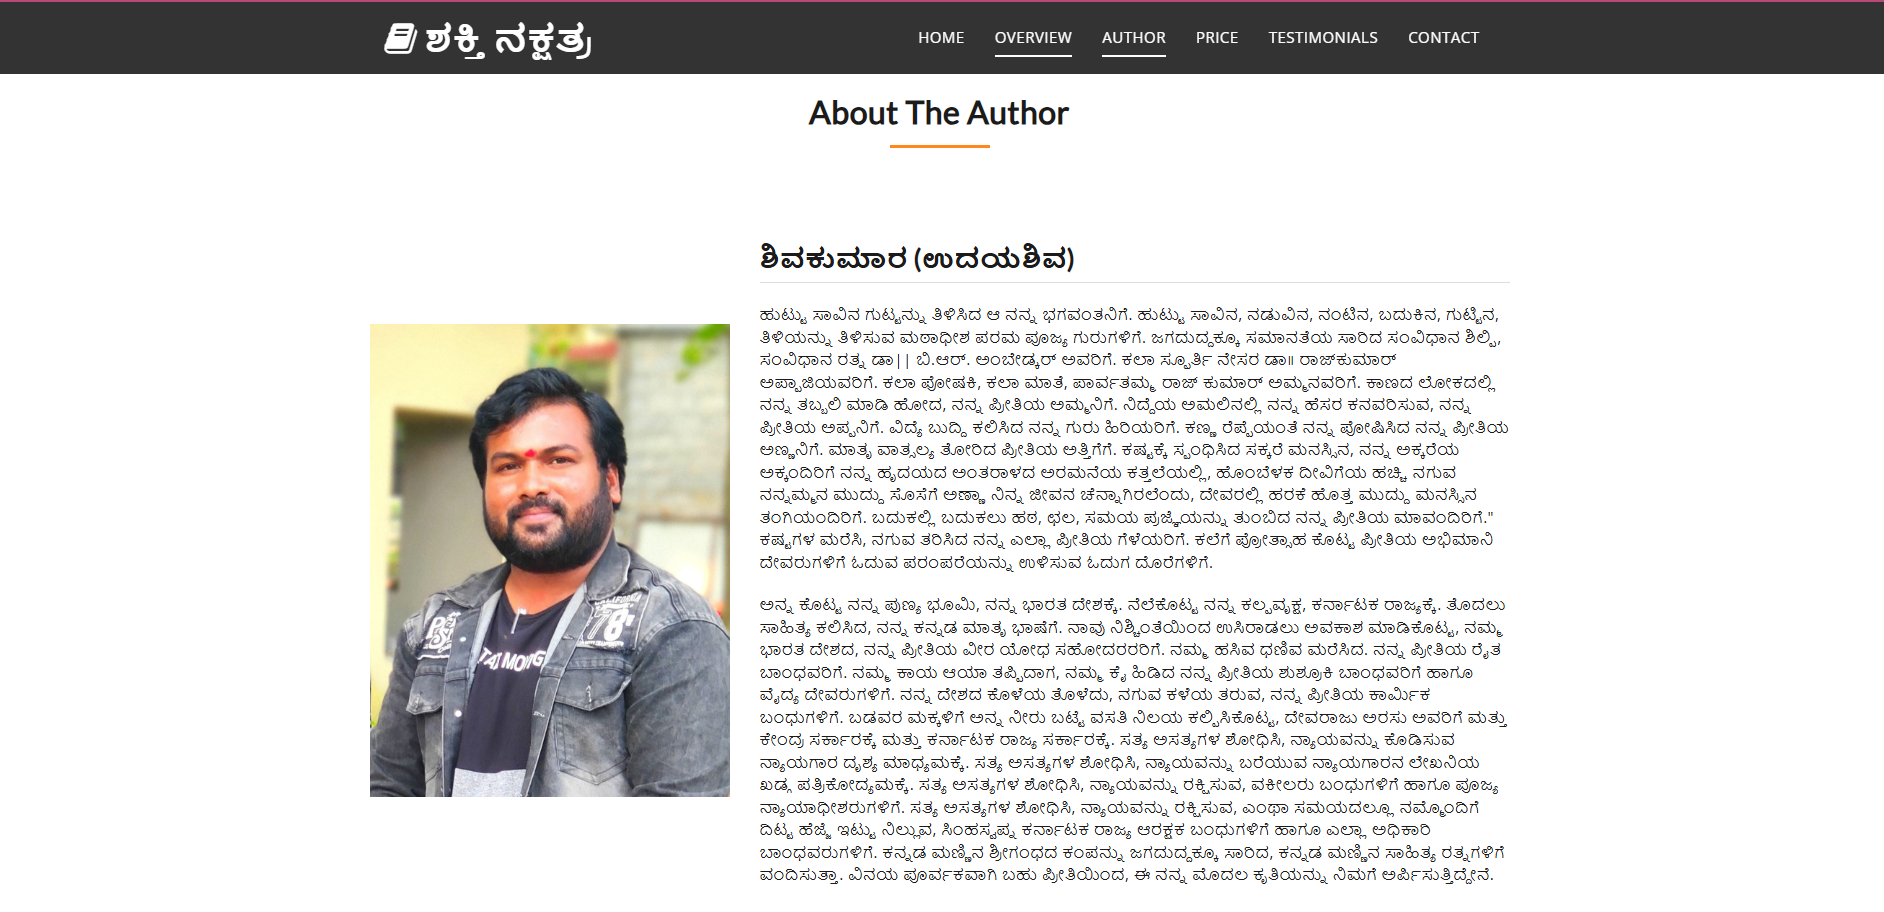 ಶಕ್ತಿ ನಕ್ಷತ್ರ
HOME OVERVIEW AUTHOR PRICE TESTIMONIALS CONTACT
About The Author
ಶಿವಕುಮಾರ (ಉದಯಶಿವ)
ಹುಟ್ಟು ಸಾವಿನ ಗುಟ್ಟನ್ನು ತಿಳಿಸಿದ ಆ ನನ್ನ ಭಗವಂತನಿಗೆ. ಹುಟ್ಟು ಸಾವಿನ, ನಡುವಿನ, ನಂಟಿನ, ಬದುಕಿನ, ಗುಟ್ಟಿನ,
ತಿಳಿಯನ್ನು ತಿಳಿಸುವ ಮಠಾಧೀಶ ಪರಮ ಪೂಜ್ಯ ಗುರುಗಳಿಗೆ. ಜಗದುದ್ದಕ್ಕೂ ಸಮಾನತೆಯ ಸಾರಿದ ಸಂವಿಧಾನ ಶಿಲ್ಪಿ,
ಸಂವಿಧಾನ ರತ್ನ ಡಾ|| ಬಿ.ಆರ್. ಅಂಬೇಡ್ಕರ್ ಅವರಿಗೆ. ಕಲಾ ಸ್ಪೂರ್ತಿ ನೇಸರ ಡಾ॥ ರಾಜ್‌ಕುಮಾರ್
ಅಪ್ಪಾಜಿಯವರಿಗೆ. ಕಲಾ ಪೋಷಕಿ, ಕಲಾ ಮಾತೆ, ಪಾರ್ವತಮ್ಮ ರಾಜ್ ಕುಮಾರ್ ಅಮ್ಮನವರಿಗೆ. ಕಾಣದ ಲೋಕದಲ್ಲಿ
ನನ್ನ ತಬ್ಬಲಿ ಮಾಡಿ ಹೋದ, ನನ್ನ ಪ್ರೀತಿಯ ಅಮ್ಮನಿಗೆ. ನಿದ್ದೆಯ ಅಮಲಿನಲ್ಲಿ ನನ್ನ ಹೆಸರ ಕನವರಿಸುವ, ನನ್ನ
ಪ್ರೀತಿಯ ಅಪ್ಪನಿಗೆ. ವಿದ್ಯೆ ಬುದ್ದಿ ಕಲಿಸಿದ ನನ್ನ ಗುರು ಹಿರಿಯರಿಗೆ. ಕಣ್ಣ ರೆಪ್ಪೆಯಂತೆ ನನ್ನ ಪೋಷಿಸಿದ ನನ್ನ ಪ್ರೀತಿಯ
ಅಣ್ಣನಿಗೆ. ಮಾತೃ ವಾತ್ಸಲ್ಯ ತೋರಿದ ಪ್ರೀತಿಯ ಅತ್ತಿಗೆಗೆ. ಕಷ್ಟಕ್ಕೆ ಸ್ಪಂಧಿಸಿದ ಸಕ್ಕರೆ ಮನಸ್ಸಿನ, ನನ್ನ ಅಕ್ಕರೆಯ
ಅಕ್ಕಂದಿರಿಗೆ ನನ್ನ ಹೃದಯದ ಅಂತರಾಳದ ಆರಮನೆಯ ಕತ್ತಲೆಯಲ್ಲಿ, ಹೊಂಬೆಳಕ ದೀವಿಗೆಯ ಹಚ್ಚಿ ನಗುವ
ನನ್ನಮ್ಮನ ಮುದ್ದು ಸೊಸೆಗೆ ಅಣ್ಣಾ ನಿನ್ನ ಜೀವನ ಚೆನ್ನಾಗಿರಲೆಂದು, ದೇವರಲ್ಲಿ ಹರಕೆ ಹೊತ್ತ ಮುದ್ದು ಮನಸ್ಸಿನ
ತಂಗಿಯಂದಿರಿಗೆ. ಬದುಕಲ್ಲಿ ಬದುಕಲು ಹಠ, ಛಲ, ಸಮಯ ಪ್ರಜ್ಞೆಯನ್ನು ತುಂಬಿದ ನನ್ನ ಪ್ರೀತಿಯ ಮಾವಂದಿರಿಗೆ."
ಕಷ್ಟಗಳ ಮರೆಸಿ, ನಗುವ ತರಿಸಿದ ನನ್ನ ಎಲ್ಲಾ ಪ್ರೀತಿಯ ಗೆಳೆಯರಿಗೆ. ಕಲೆಗೆ ಪ್ರೋತ್ಸಾಹ ಕೊಟ್ಟ ಪ್ರೀತಿಯ ಅಭಿಮಾನಿ
ದೇವರುಗಳಿಗೆ ಓದುವ ಪರಂಪರೆಯನ್ನು ಉಳಿಸುವ ಓದುಗ ದೊರೆಗಳಿಗೆ.
ಅನ್ನ ಕೊಟ್ಟ ನನ್ನ ಪುಣ್ಯ ಭೂಮಿ, ನನ್ನ ಭಾರತ ದೇಶಕ್ಕೆ. ನೆಲೆಕೊಟ್ಟ ನನ್ನ ಕಲ್ಪವೃಕ್ಷ, ಕರ್ನಾಟಕ ರಾಜ್ಯಕ್ಕೆ. ತೊದಲು
ಸಾಹಿತ್ಯ ಕಲಿಸಿದ, ನನ್ನ ಕನ್ನಡ ಮಾತೃ ಭಾಷೆಗೆ. ನಾವು ನಿಶ್ಚಿಂತೆಯಿಂದ ಉಸಿರಾಡಲು ಅವಕಾಶ ಮಾಡಿಕೊಟ್ಟ, ನಮ್ಮ
ಭಾರತ ದೇಶದ, ನನ್ನ ಪ್ರೀತಿಯ ವೀರ ಯೋಧ ಸಹೋದರರರಿಗೆ. ನಮ್ಮ ಹಸಿವ ಧಣಿವ ಮರೆಸಿದ. ನನ್ನ ಪ್ರೀತಿಯ ರೈತ
ಬಾಂಧವರಿಗೆ. ನಮ್ಮ ಕಾಯ ಆಯಾ ತಪ್ಪಿದಾಗ, ನಮ್ಮ ಕೈ ಹಿಡಿದ ನನ್ನ ಪ್ರೀತಿಯ ಶುಶ್ರೂಕಿ ಬಾಂಧವರಿಗೆ ಹಾಗೂ
ವೈದ್ಯ ದೇವರುಗಳಿಗೆ. ನನ್ನ ದೇಶದ ಕೊಳೆಯ ತೊಳೆದು, ನಗುವ ಕಳೆಯ ತರುವ, ನನ್ನ ಪ್ರೀತಿಯ ಕಾರ್ಮಿಕ
ಬಂಧುಗಳಿಗೆ. ಬಡವರ ಮಕ್ಕಳಿಗೆ ಅನ್ನ ನೀರು ಬಟ್ಟೆ ವಸತಿ ನಿಲಯ ಕಲ್ಪಿಸಿಕೊಟ್ಟ, ದೇವರಾಜು ಅರಸು ಅವರಿಗೆ ಮತ್ತು
ಕೇಂದ್ರ ಸರ್ಕಾರಕ್ಕೆ ಮತ್ತು ಕರ್ನಾಟಕ ರಾಜ್ಯ ಸರ್ಕಾರಕ್ಕೆ. ಸತ್ಯ ಅಸತ್ಯಗಳ ಶೋಧಿಸಿ, ನ್ಯಾಯವನ್ನು ಕೊಡಿಸುವ
ನ್ಯಾಯಗಾರ ದೃಶ್ಯ ಮಾಧ್ಯಮಕ್ಕೆ. ಸತ್ಯ ಅಸತ್ಯಗಳ ಶೋಧಿಸಿ, ನ್ಯಾಯವನ್ನು ಬರೆಯುವ ನ್ಯಾಯಗಾರನ ಲೇಖನಿಯ
ಖಡ್ಗ ಪತ್ರಿಕೋದ್ಯಮಕ್ಕೆ. ಸತ್ಯ ಅಸತ್ಯಗಳ ಶೋಧಿಸಿ, ನ್ಯಾಯವನ್ನು ರಕ್ಷಿಸುವ, ವಕೀಲರು ಬಂಧುಗಳಿಗೆ ಹಾಗೂ ಪೂಜ್ಯ
ನ್ಯಾಯಾಧೀಶರುಗಳಿಗೆ. ಸತ್ಯ ಅಸತ್ಯಗಳ ಶೋಧಿಸಿ, ನ್ಯಾಯವನ್ನು ರಕ್ಷಿಸುವ, ಎಂಥಾ ಸಮಯದಲ್ಲೂ ನಮ್ಮೊಂದಿಗೆ
ದಿಟ್ಟ ಹೆಜ್ಜೆ ಇಟ್ಟು ನಿಲ್ಲುವ, ಸಿಂಹಸ್ವಪ್ನ ಕರ್ನಾಟಕ ರಾಜ್ಯ ಆರಕ್ಷಕ ಬಂಧುಗಳಿಗೆ ಹಾಗೂ ಎಲ್ಲಾ ಅಧಿಕಾರಿ
ಬಾಂಧವರುಗಳಿಗೆ. ಕನ್ನಡ ಮಣ್ಣಿನ ಶ್ರೀಗಂಧದ ಕಂಪನ್ನು ಜಗದುದ್ದಕ್ಕೂ ಸಾರಿದ, ಕನ್ನಡ ಮಣ್ಣಿನ ಸಾಹಿತ್ಯ ರತ್ನಗಳಿಗೆ
ವಂದಿಸುತ್ತಾ. ವಿನಯ ಪೂರ್ವಕವಾಗಿ ಬಹು ಪ್ರೀತಿಯಿಂದ, ಈ ನನ್ನ ಮೊದಲ ಕೃತಿಯನ್ನು ನಿಮಗೆ ಅರ್ಪಿಸುತ್ತಿದ್ದೇನೆ.